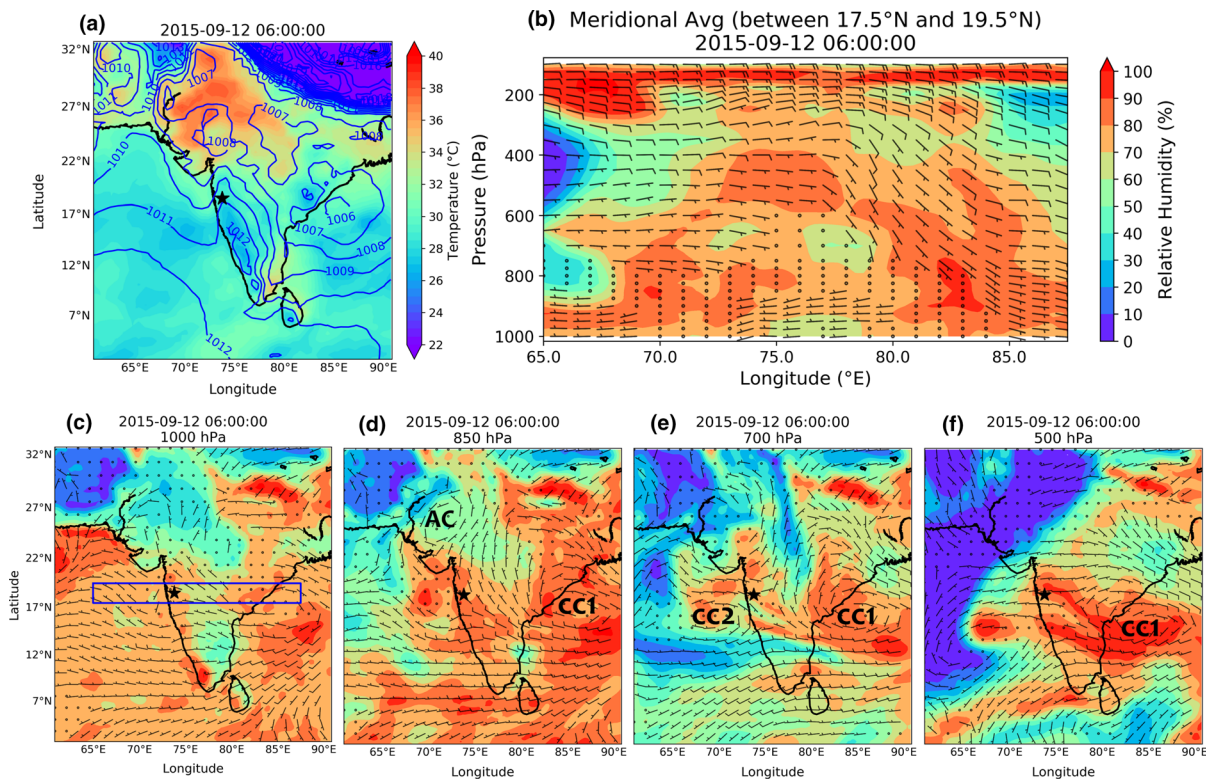 (a)
2015-09-12 06:00:00
32°N
27°N
22°N
17°N
12°N
7°N
Latitude
65°E 70°E 75°E 80°E 85°E 90°E
Longitude
1010
1007
1008
1007
1009
1008
1008
1010
1011
1012
1006
1007
1008
1009
1012
40
38
36
34
32
30
28
26
24
22
Temperature (°C)
(b) Meridional Avg (between 17.5°N and 19.5°N)
2015-09-12 06:00:00
200
400
600
800
1000
Pressure (hPa)
65.0 70.0 75.0 80.0 85.0
Longitude (°E)
100
90
80
70
60
50
40
30
20
10
0
Relative Humidity (%)
(c) 2015-09-12 06:00:00
1000 hPa
32°N
27°N
22°N
17°N
12°N
7°N
Latitude
65°E 70°E 75°E 80°E 85°E 90°E
Longitude
(d) 2015-09-12 06:00:00
850 hPa
AC
CC1
65°E 70°E 75°E 80°E 85°E 90°E
Longitude
(e) 2015-09-12 06:00:00
700 hPa
CC2 CC1
65°E 70°E 75°E 80°E 85°E 90°E
Longitude
(f) 2015-09-12 06:00:00
500 hPa
CC1
65°E 70°E 75°E 80°E 85°E 90°E
Longitude